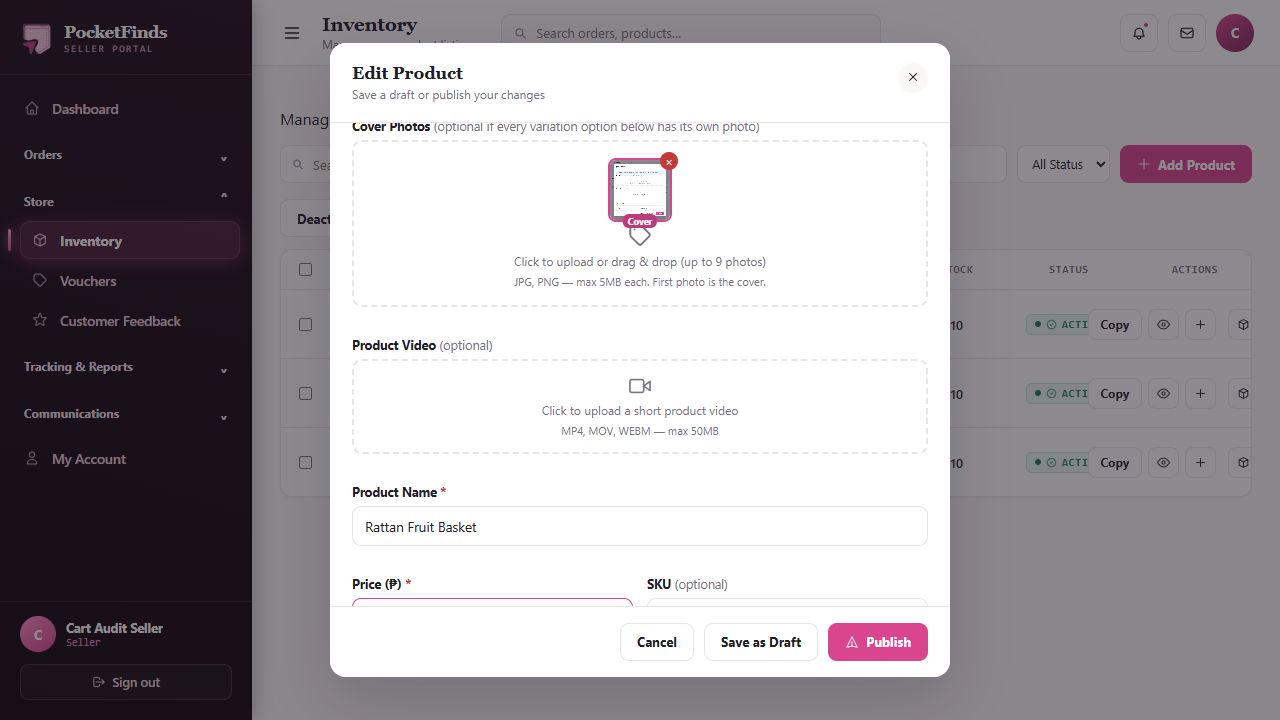 PocketFinds
SELLER PORTAL
Dashboard
Orders
Store
Inventory
Vouchers
Customer Feedback
Tracking & Reports
Communications
My Account
C
Cart Audit Seller
Seller
Sign out
Inventory
Search orders, products...
C
Manag
All Status
Add Product
Deact
STATUS
ACTIONS
10
ACTI
Copy
10
ACTI
Copy
10
ACTI
Copy
Edit Product
Save a draft or publish your changes
Cover Photos (optional if every variation option below has its own photo)
Cover
Click to upload or drag & drop (up to 9 photos)
JPG, PNG — max 5MB each. First photo is the cover.
Product Video (optional)
Click to upload a short product video
MP4, MOV, WEBM — max 50MB
Product Name *
Rattan Fruit Basket
Price (₱) *
SKU (optional)
Cancel
Save as Draft
Publish